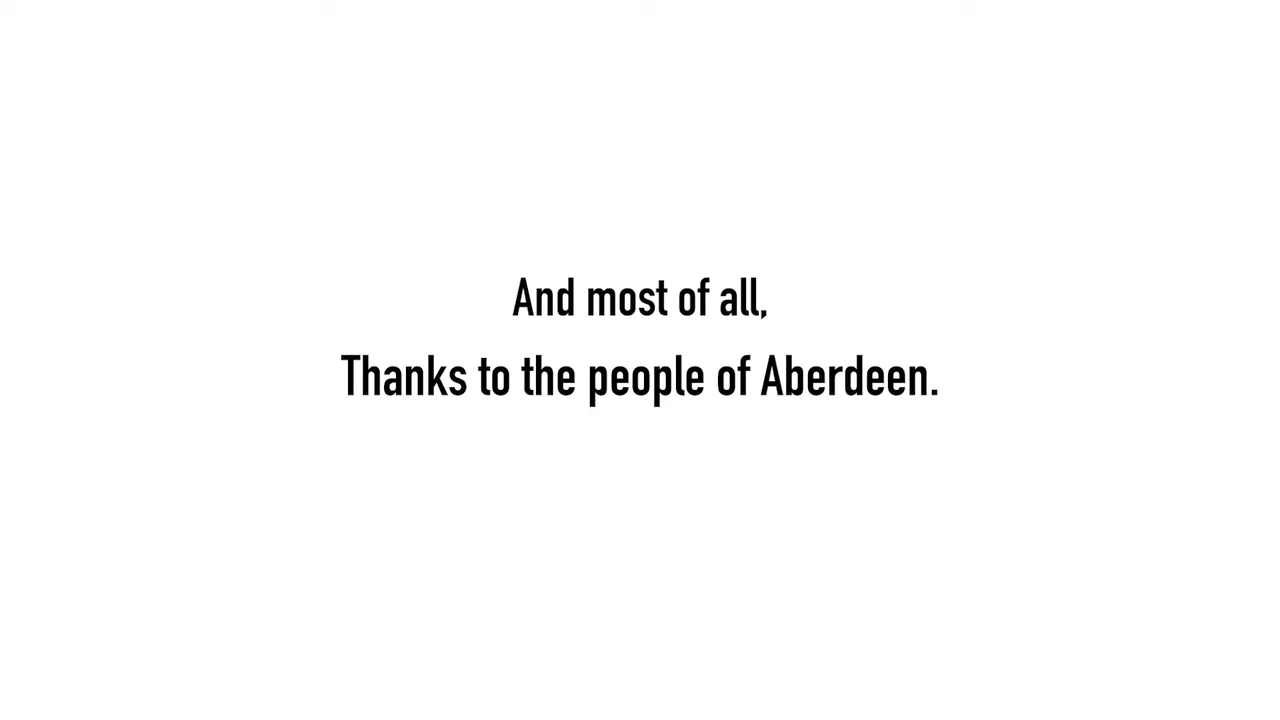 And most of all,
Thanks to the people of Aberdeen.